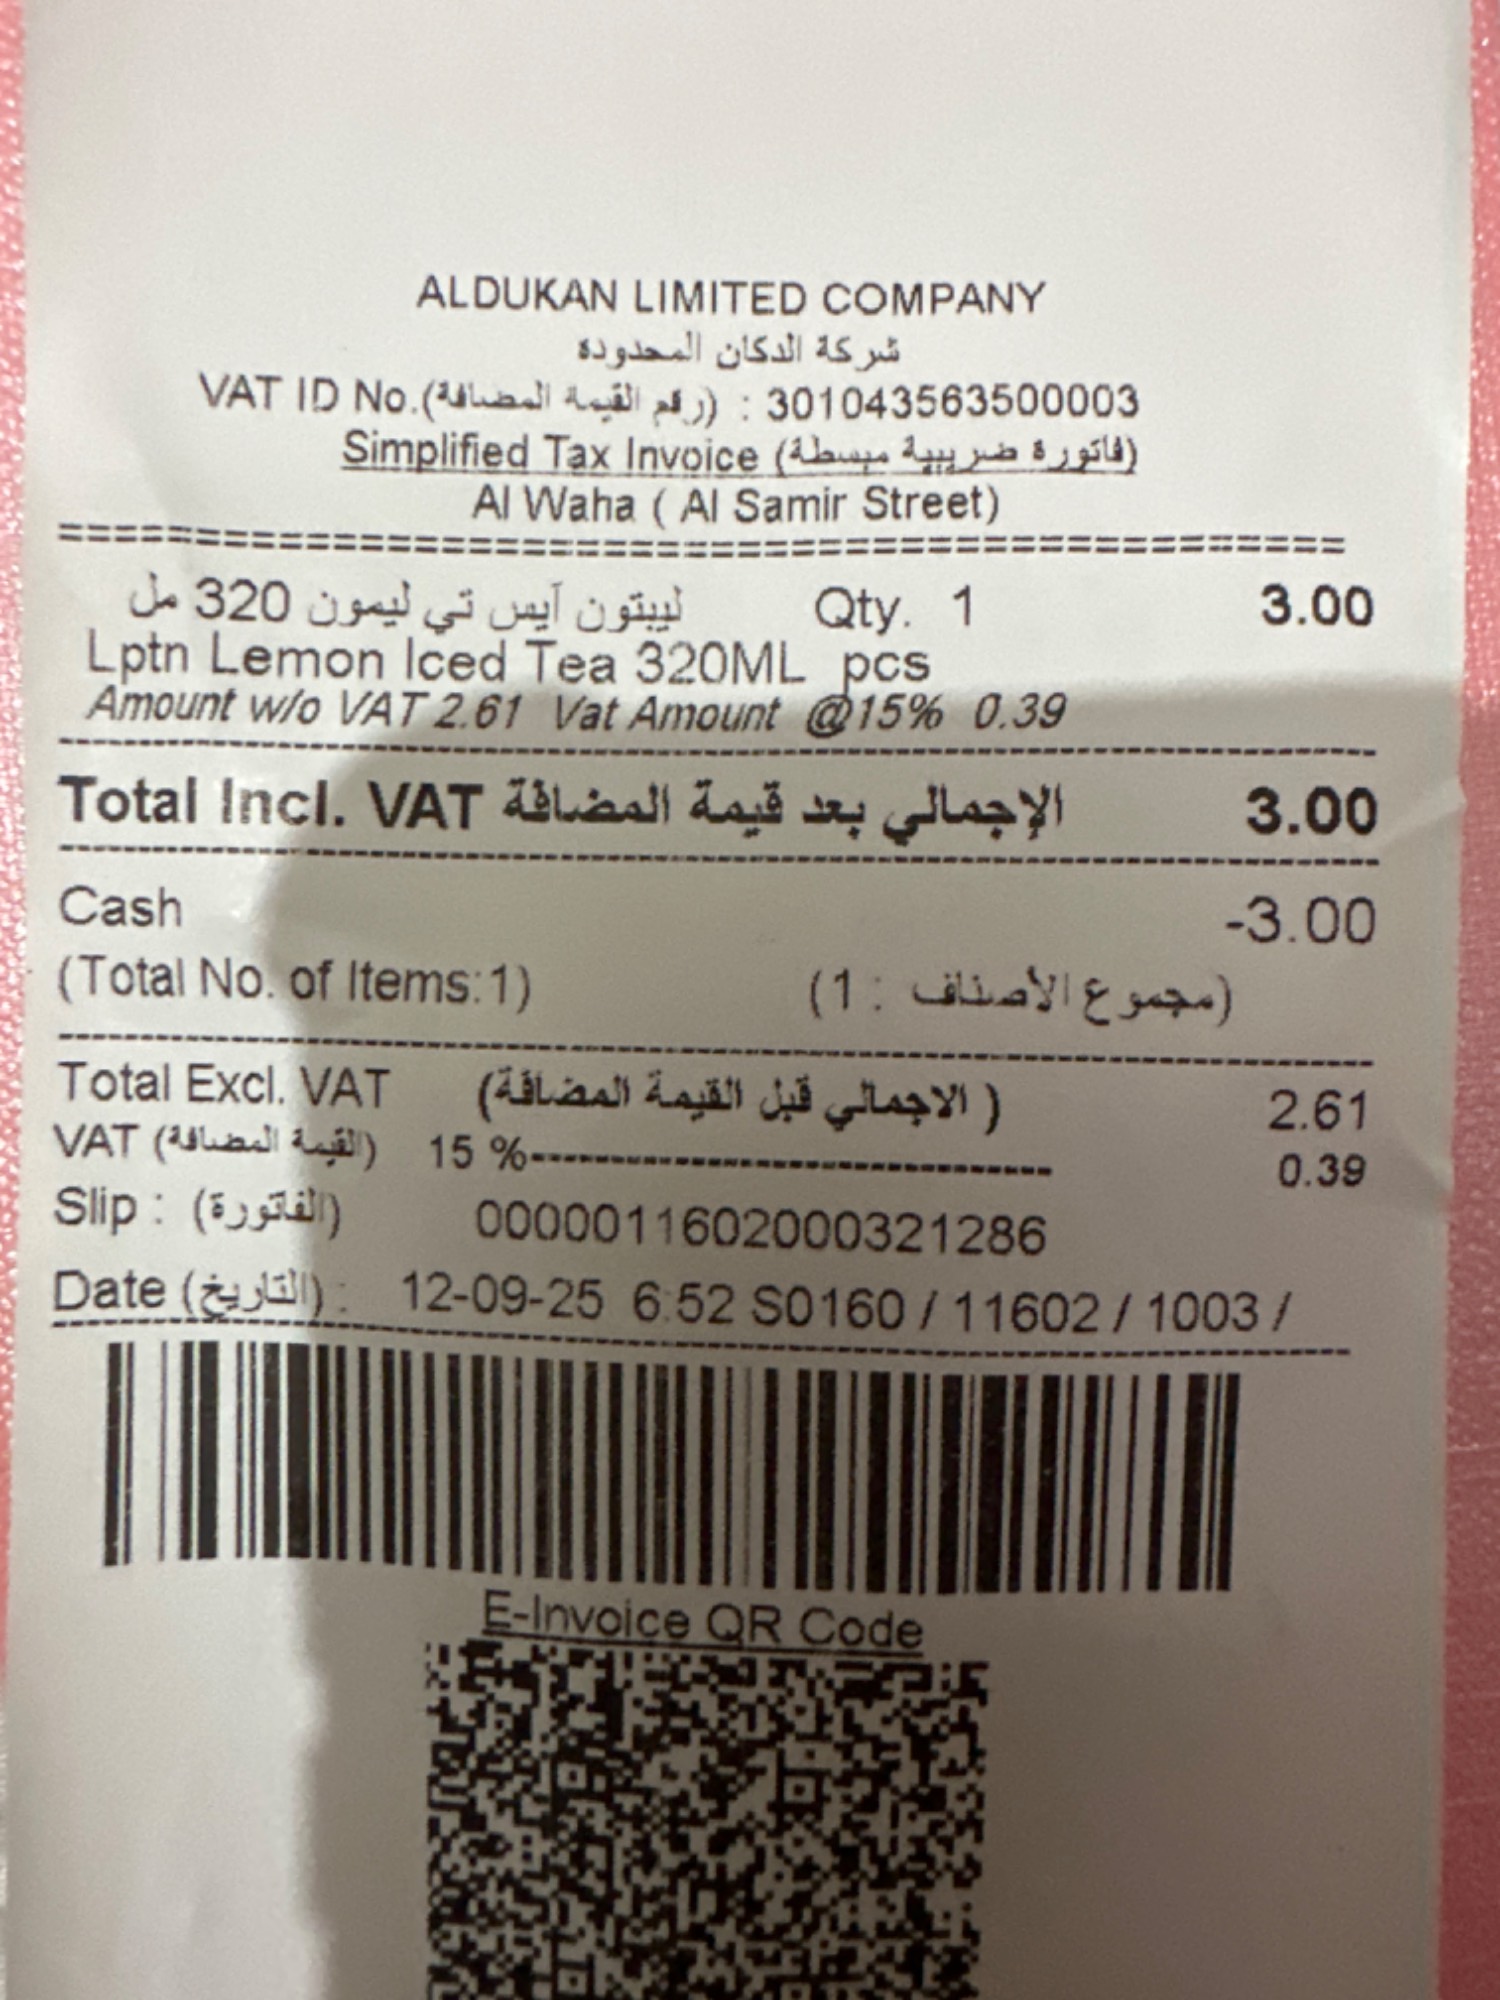 ALDUKAN LIMITED COMPANY
شركة الدكان المحدودة
VAT ID No.(رقم القيمة المضافة) : 301043563500003
Simplified Tax Invoice (فاتورة ضريبية مبسطة)
Al Waha ( Al Samir Street)
===============================================
ليبتون آيس تي ليمون 320 مل Qty. 1 3.00
Lptn Lemon Iced Tea 320ML pcs
Amount w/o VAT 2.61 Vat Amount @15% 0.39
Total Incl. VAT الإجمالي بعد قيمة المضافة 3.00
Cash -3.00
(Total No. of Items:1) (مجموع الأصناف : 1)
Total Excl. VAT ( الاجمالي قبل القيمة المضافة) 2.61
VAT (القيمة المضافة) 15 %------------------------------------ 0.39
Slip : (الفاتورة) 0000011602000321286
Date (التاريخ) : 12-09-25 6:52 S0160 / 11602 / 1003 /
E-Invoice QR Code